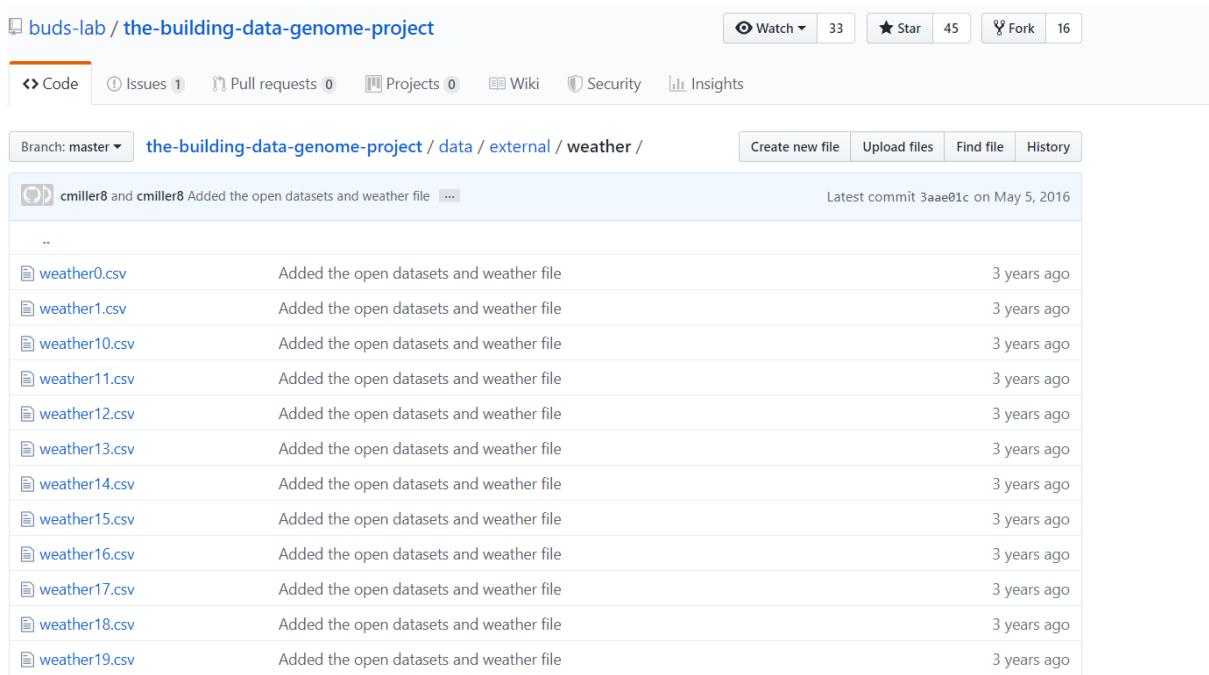 buds-lab / the-building-data-genome-project Watch 33 Star 45 Fork 16
Code Issues 1 Pull requests 0 Projects 0 Wiki Security Insights
Branch: master the-building-data-genome-project / data / external / weather / Create new file Upload files Find file History
cmiller8 and cmiller8 Added the open datasets and weather file ... Latest commit 3aae01c on May 5, 2016
..
weather0.csv Added the open datasets and weather file 3 years ago
weather1.csv Added the open datasets and weather file 3 years ago
weather10.csv Added the open datasets and weather file 3 years ago
weather11.csv Added the open datasets and weather file 3 years ago
weather12.csv Added the open datasets and weather file 3 years ago
weather13.csv Added the open datasets and weather file 3 years ago
weather14.csv Added the open datasets and weather file 3 years ago
weather15.csv Added the open datasets and weather file 3 years ago
weather16.csv Added the open datasets and weather file 3 years ago
weather17.csv Added the open datasets and weather file 3 years ago
weather18.csv Added the open datasets and weather file 3 years ago
weather19.csv Added the open datasets and weather file 3 years ago